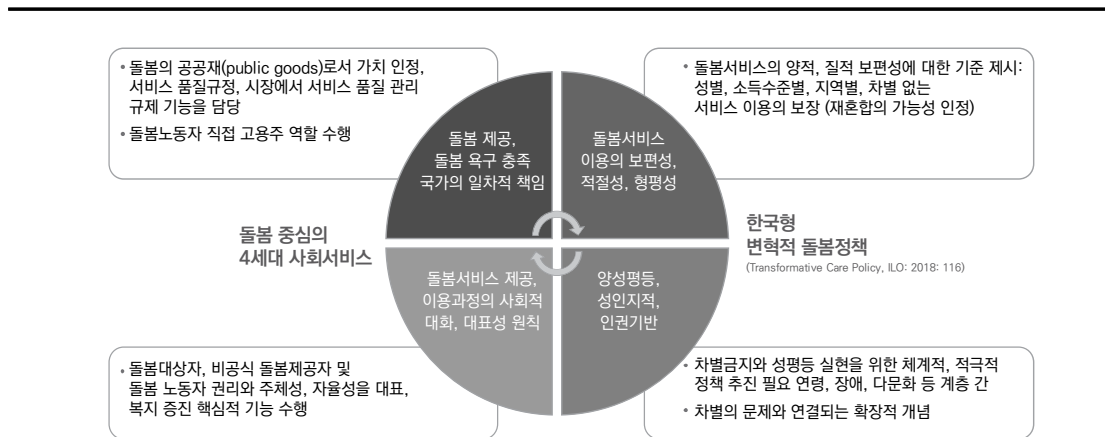 • 돌봄의 공공재(public goods)로서 가치 인정,
서비스 품질규정, 시장에서 서비스 품질 관리
규제 기능을 담당
• 돌봄노동자 직접 고용주 역할 수행
• 돌봄서비스의 양적, 질적 보편성에 대한 기준 제시:
성별, 소득수준별, 지역별, 차별 없는
서비스 이용의 보장 (재혼합의 가능성 인정)
돌봄 제공,
돌봄 욕구 충족
국가의 일차적 책임
돌봄서비스
이용의 보편성,
적절성, 형평성
돌봄 중심의
4세대 사회서비스
한국형
변혁적 돌봄정책
(Transformative Care Policy, ILO: 2018: 116)
돌봄서비스 제공,
이용과정의 사회적
대화, 대표성 원칙
양성평등,
성인지적,
인권기반
• 돌봄대상자, 비공식 돌봄제공자 및
돌봄 노동자 권리와 주체성, 자율성을 대표,
복지 증진 핵심적 기능 수행
• 차별금지와 성평등 실현을 위한 체계적, 적극적
정책 추진 필요 연령, 장애, 다문화 등 계층 간
• 차별의 문제와 연결되는 확장적 개념